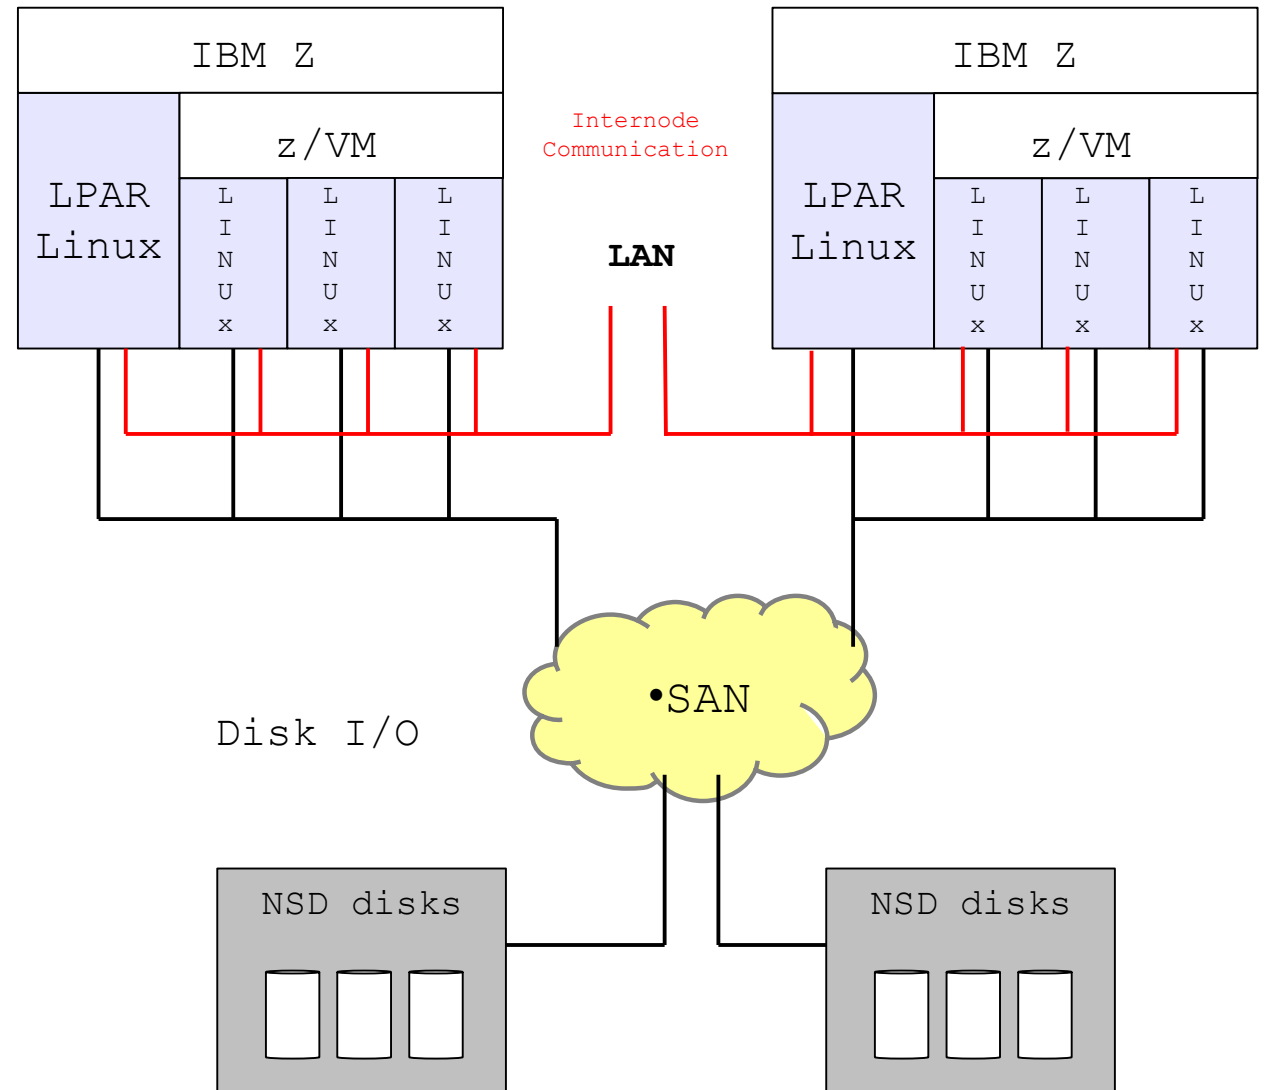 IBM Z
z/VM
LPAR
Linux
L
I
N
U
x
L
I
N
U
x
L
I
N
U
x
Internode
Communication
LAN
IBM Z
z/VM
LPAR
Linux
L
I
N
U
x
L
I
N
U
x
L
I
N
U
x
•SAN
Disk I/O
NSD disks
NSD disks